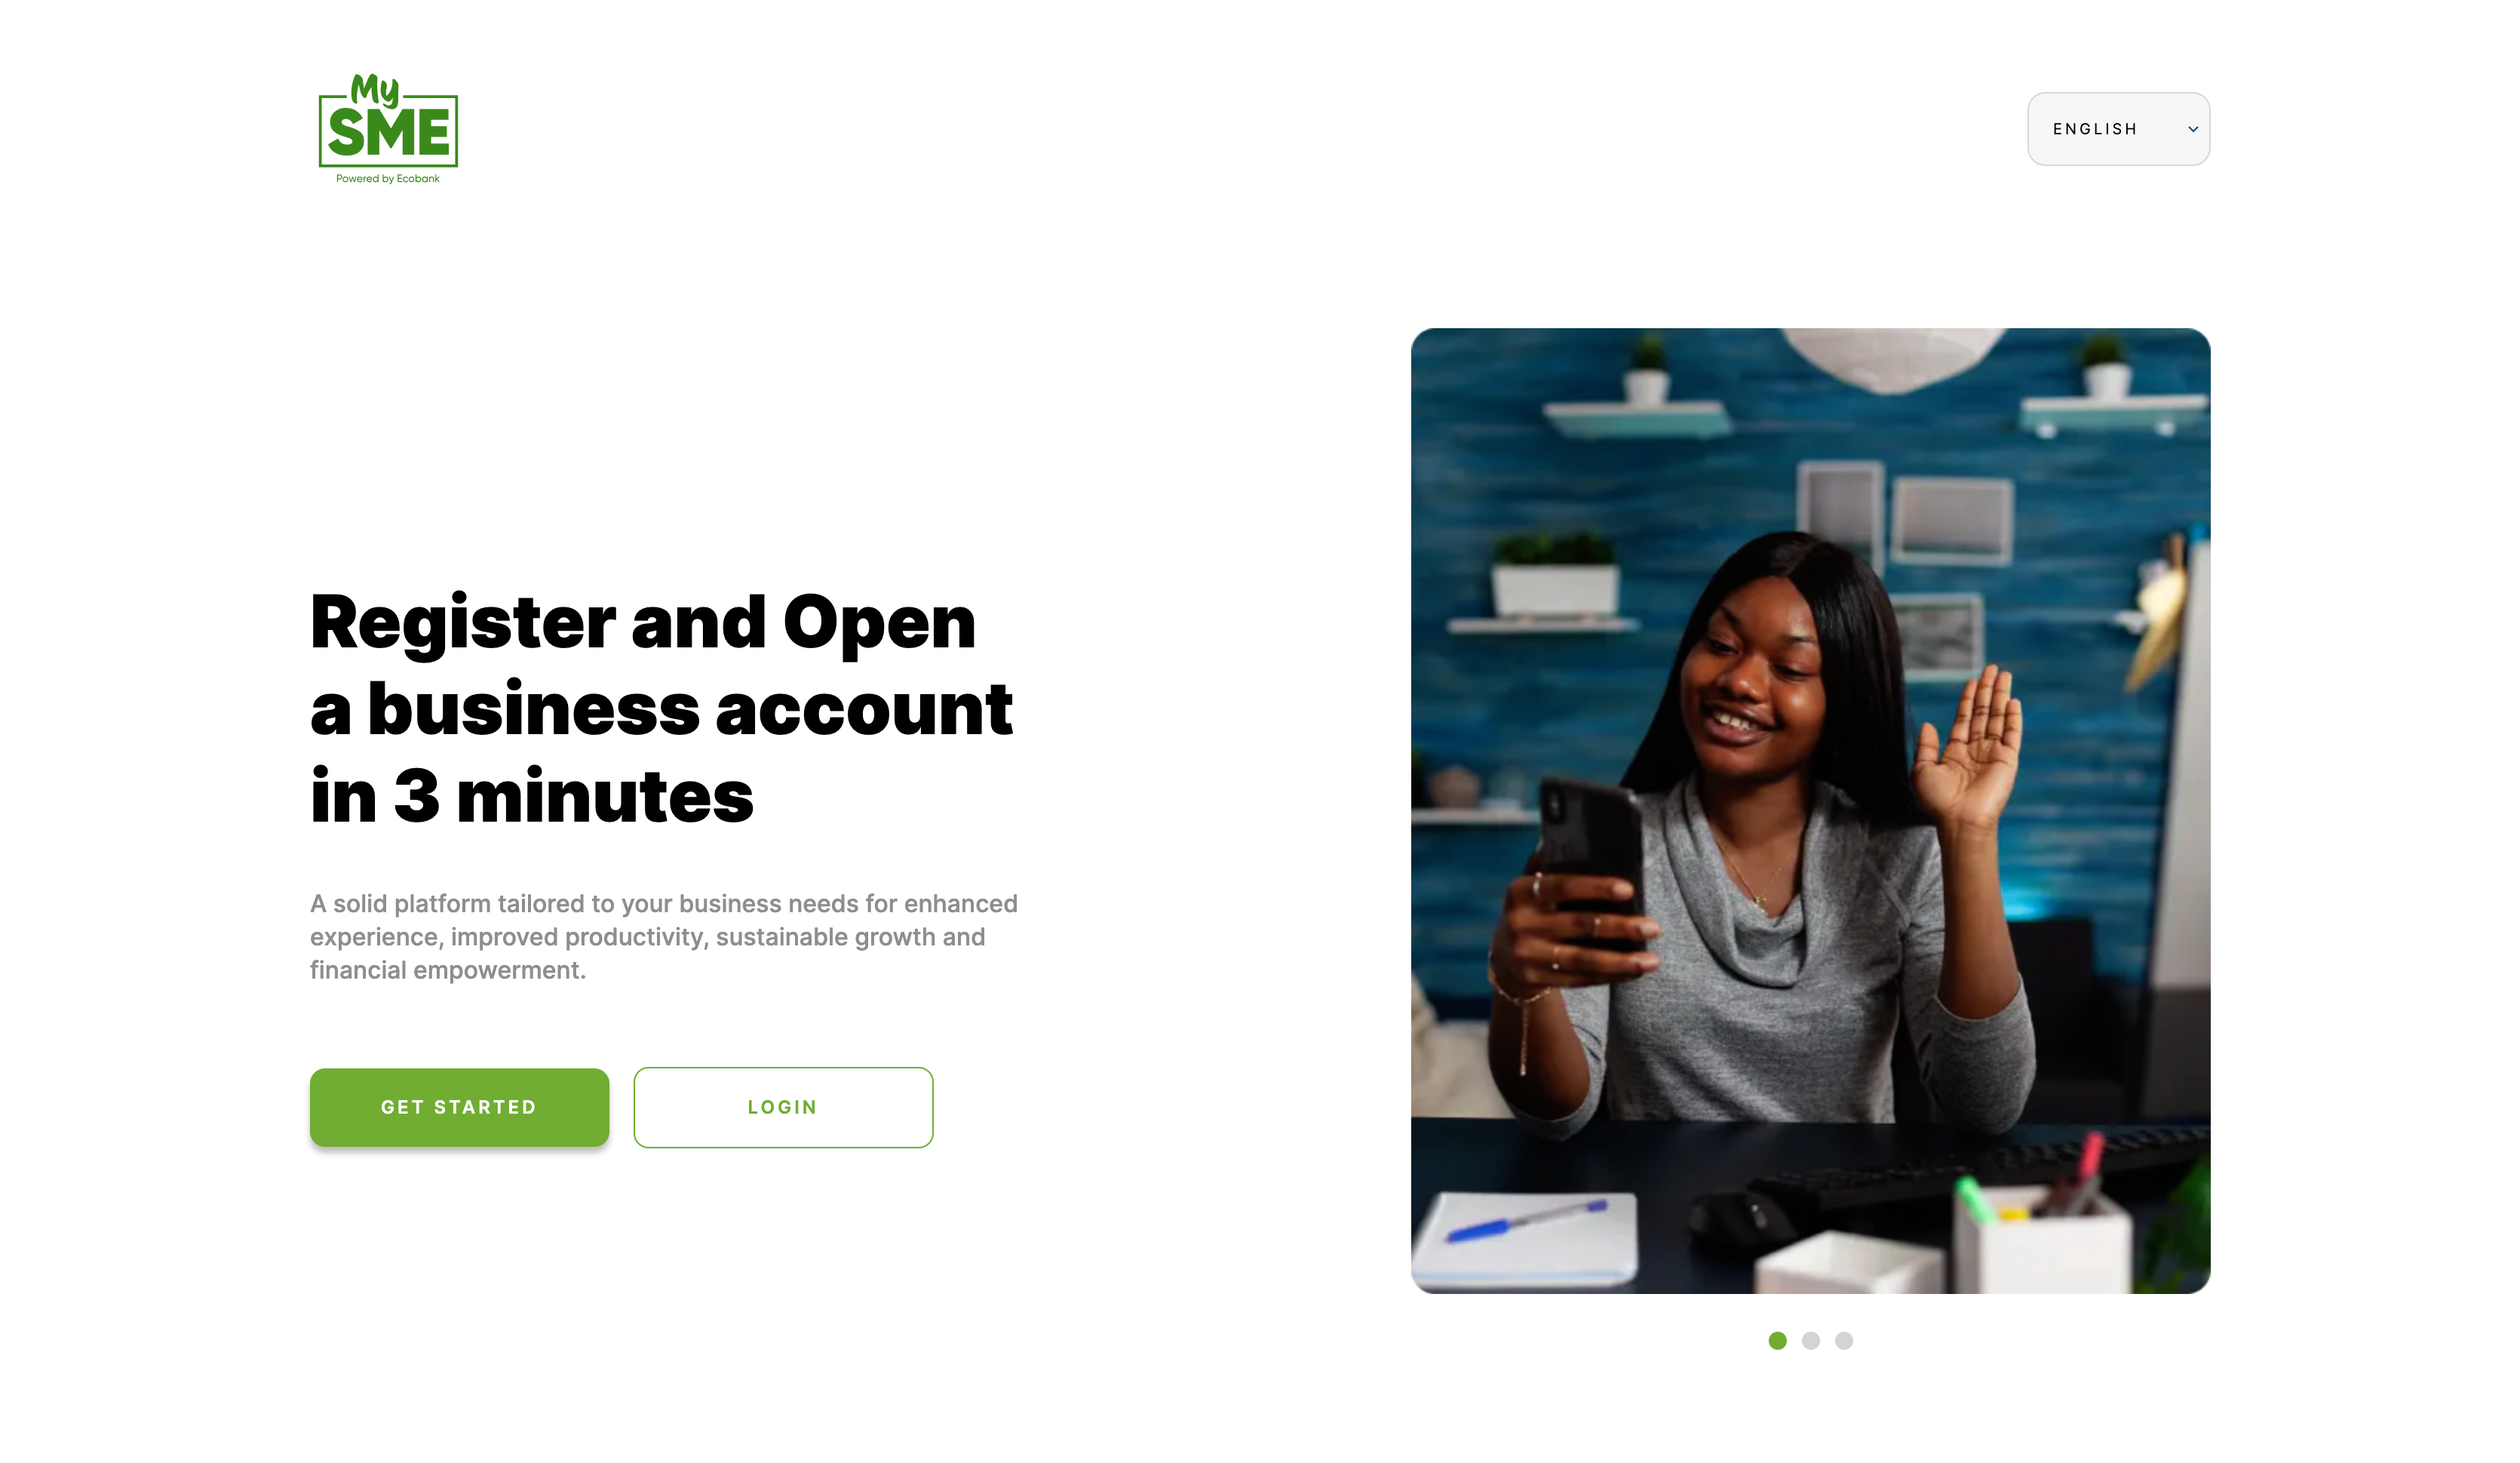 My
SME
Powered by Ecobank
ENGLISH
Register and Open
a business account
in 3 minutes
A solid platform tailored to your business needs for enhanced
experience, improved productivity, sustainable growth and
financial empowerment.
GET STARTED
LOGIN